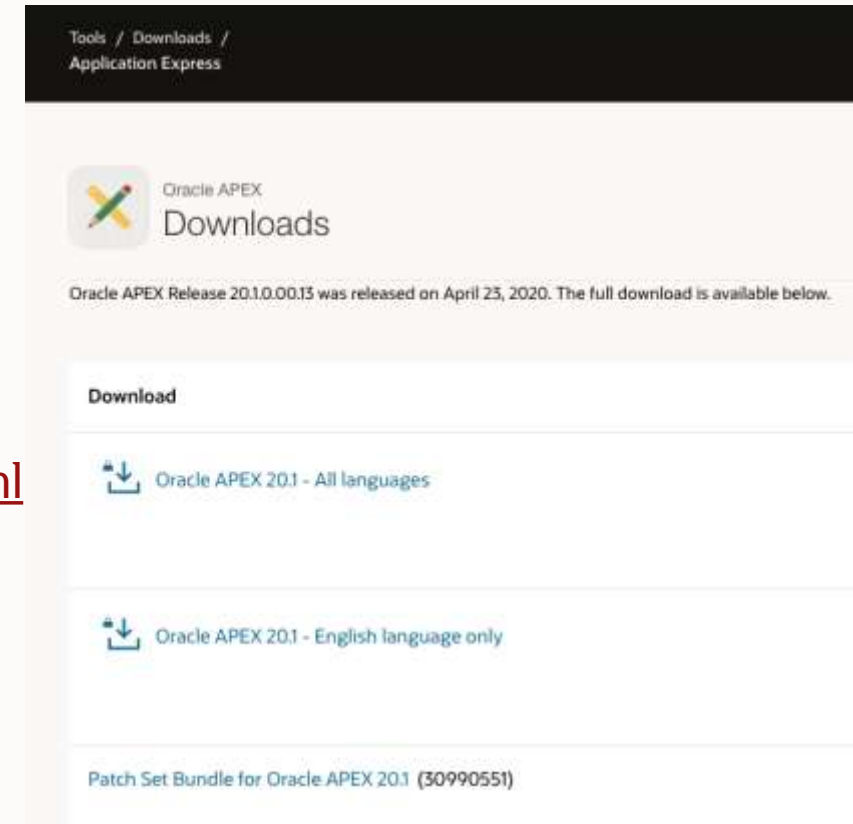 Tools / Downloads /
Application Express
Oracle APEX
Downloads
Oracle APEX Release 20.1.0.00.13 was released on April 23, 2020. The full download is available below.
Download
Oracle APEX 20.1 - All languages
Oracle APEX 20.1 - English language only
Patch Set Bundle for Oracle APEX 20.1 (30990551)